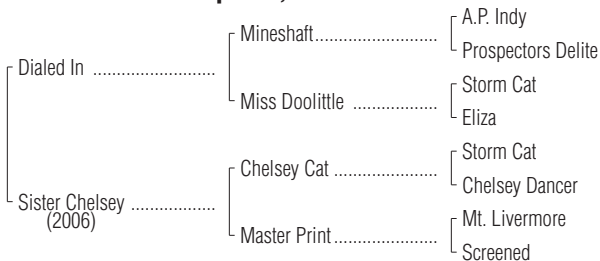 A.P. Indy
Mineshaft
Prospectors Delite
Dialed In
Storm Cat
Miss Doolittle
Eliza
Storm Cat
Chelsey Cat
Chelsey Dancer
Sister Chelsey
(2006)
Mt. Livermore
Master Print
Screened